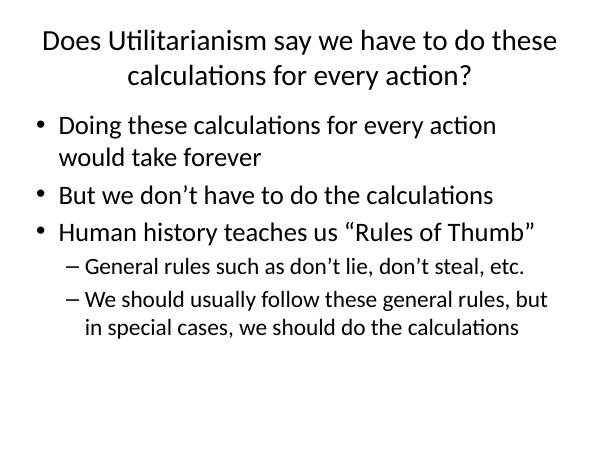 Does Utilitarianism say we have to do these
calculations for every action?
• Doing these calculations for every action
would take forever
• But we don’t have to do the calculations
• Human history teaches us “Rules of Thumb”
– General rules such as don’t lie, don’t steal, etc.
– We should usually follow these general rules, but
in special cases, we should do the calculations